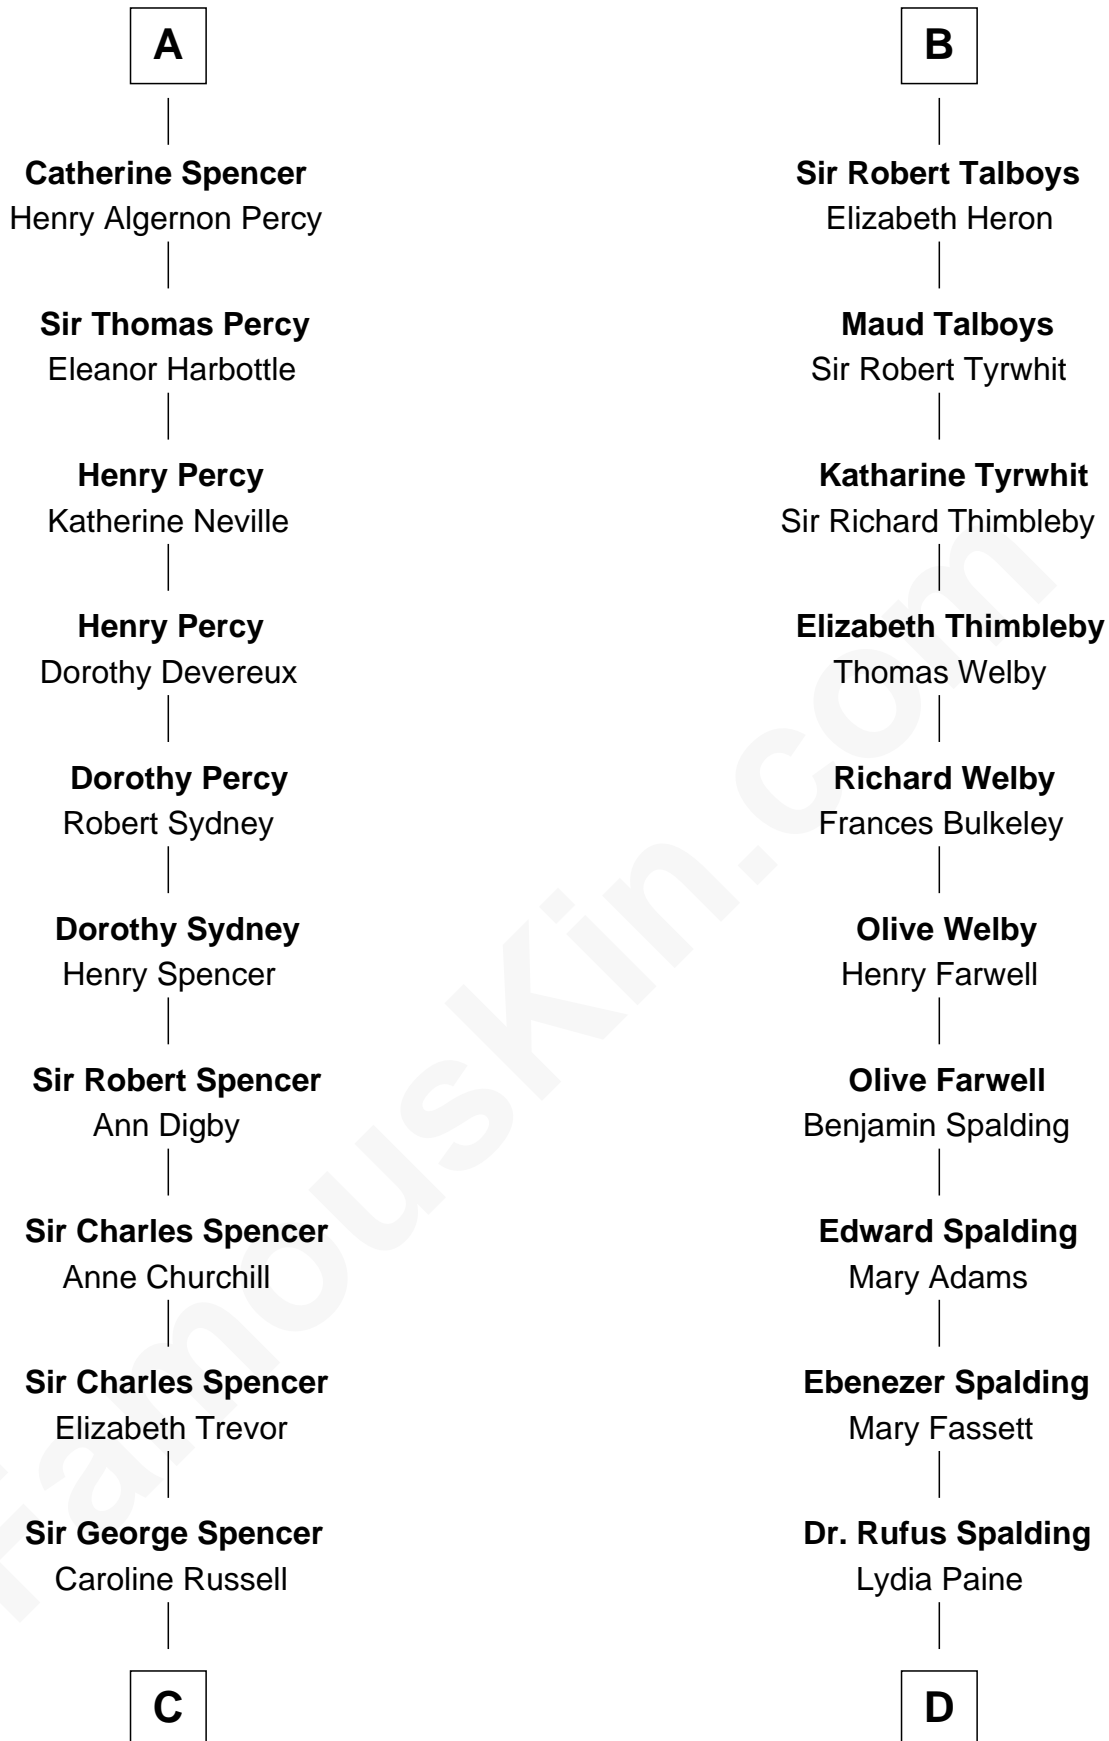 A
Catherine Spencer
Henry Algernon Percy
Sir Thomas Percy
Eleanor Harbottle
Henry Percy
Katherine Neville
Henry Percy
Dorothy Devereux
Dorothy Percy
Robert Sydney
Dorothy Sydney
Henry Spencer
Sir Robert Spencer
Ann Digby
Sir Charles Spencer
Anne Churchill
Sir Charles Spencer
Elizabeth Trevor
Sir George Spencer
Caroline Russell
C
B
Sir Robert Talboys
Elizabeth Heron
Maud Talboys
Sir Robert Tyrwhit
Katharine Tyrwhit
Sir Richard Thimbleby
Elizabeth Thimbleby
Thomas Welby
Richard Welby
Frances Bulkeley
Olive Welby
Henry Farwell
Olive Farwell
Benjamin Spalding
Edward Spalding
Mary Adams
Ebenezer Spalding
Mary Fassett
Dr. Rufus Spalding
Lydia Paine
D
FamousKin.com